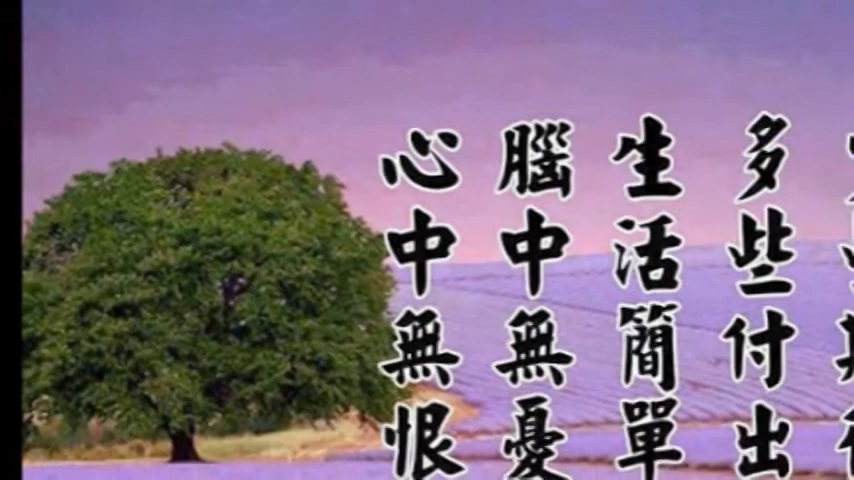 心中無恨
腦中無憂
生活簡單
多些付出